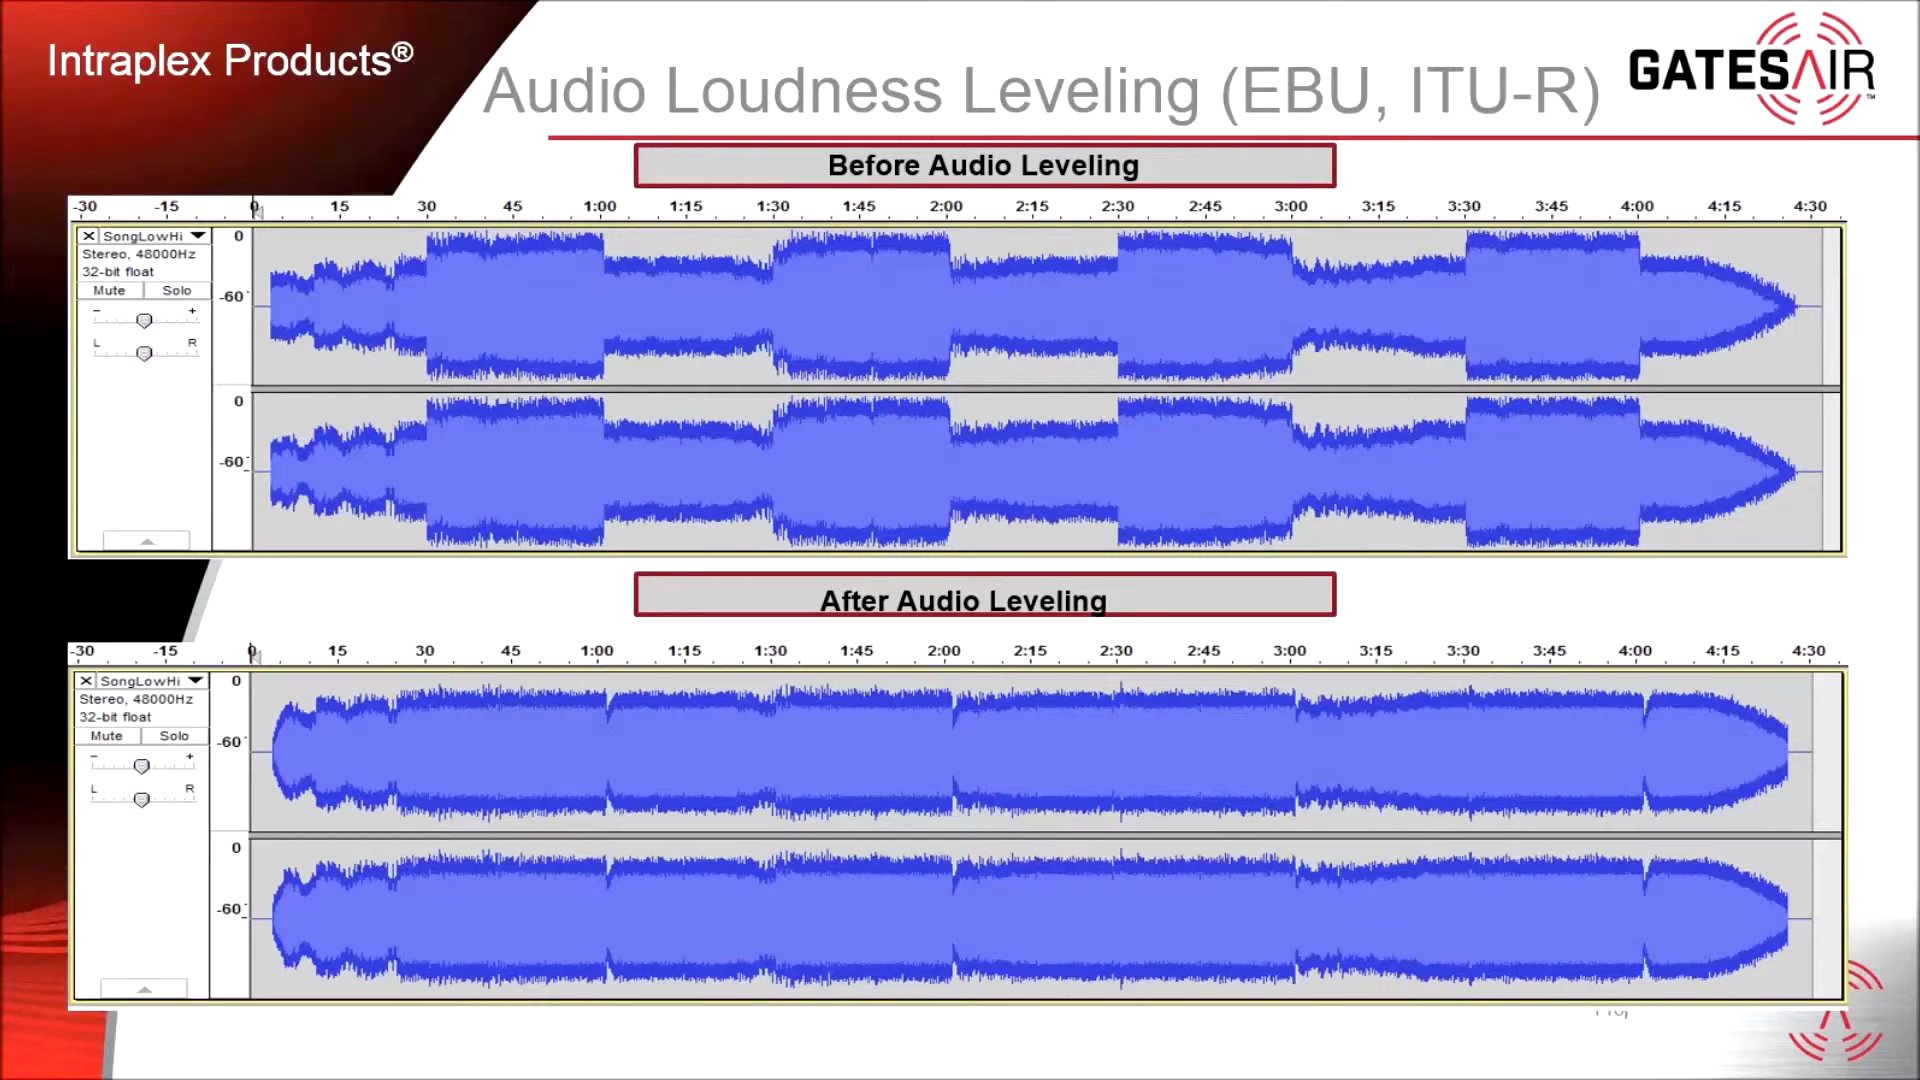 Intraplex Products®
Audio Loudness Leveling (EBU, ITU-R)
GATESAIR™
Before Audio Leveling
-30 -15 0 15 30 45 1:00 1:15 1:30 1:45 2:00 2:15 2:30 2:45 3:00 3:15 3:30 3:45 4:00 4:15 4:30
X SongLowHi 0
Stereo, 48000Hz
32-bit float
Mute Solo -60
- +
L R
0
-60
After Audio Leveling
-30 -15 0 15 30 45 1:00 1:15 1:30 1:45 2:00 2:15 2:30 2:45 3:00 3:15 3:30 3:45 4:00 4:15 4:30
X SongLowHi 0
Stereo, 48000Hz
32-bit float
Mute Solo -60
- +
L R
0
-60